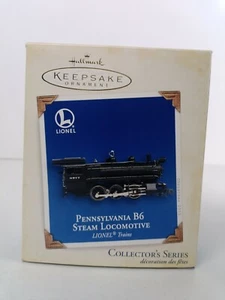 Hallmark
KEEPSAKE
ORNAMENT
LIONEL
PENNSYLVANIA B6
STEAM LOCOMOTIVE
LIONEL® Trains
COLLECTOR'S SERIES
décoration des fêtes